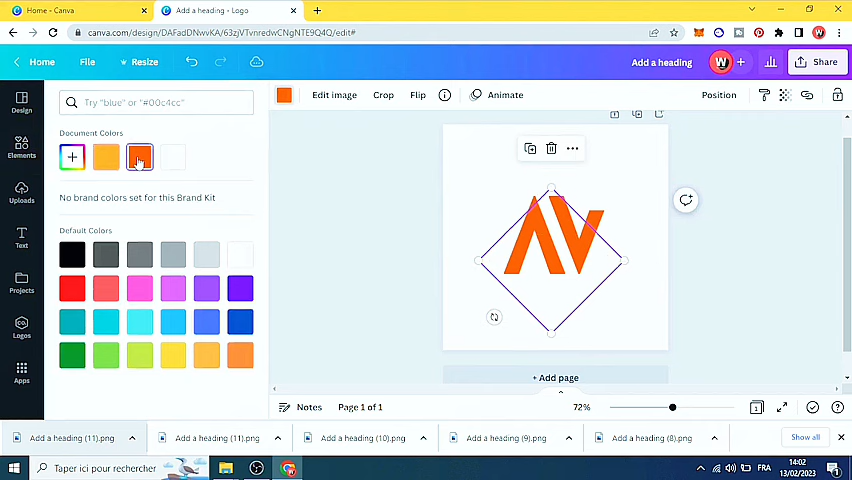 Home - Canva
Add a heading - Logo
canva.com/design/DAFadDNwvKA/63zjVTvnredwCNgNTE9Q4Q/edit#
Home
File
Resize
Add a heading
W
Share
Try "blue" or "#00c4cc"
Edit image
Crop
Flip
Animate
Position
Design
Elements
Uploads
Text
Projects
Logos
Apps
Document Colors
No brand colors set for this Brand Kit
Default Colors
+ Add page
Notes
Page 1 of 1
72%
1
Add a heading (11).png
Add a heading (11).png
Add a heading (10).png
Add a heading (9).png
Add a heading (8).png
Show all
Taper ici pour rechercher
FRA
14:02
13/02/2023